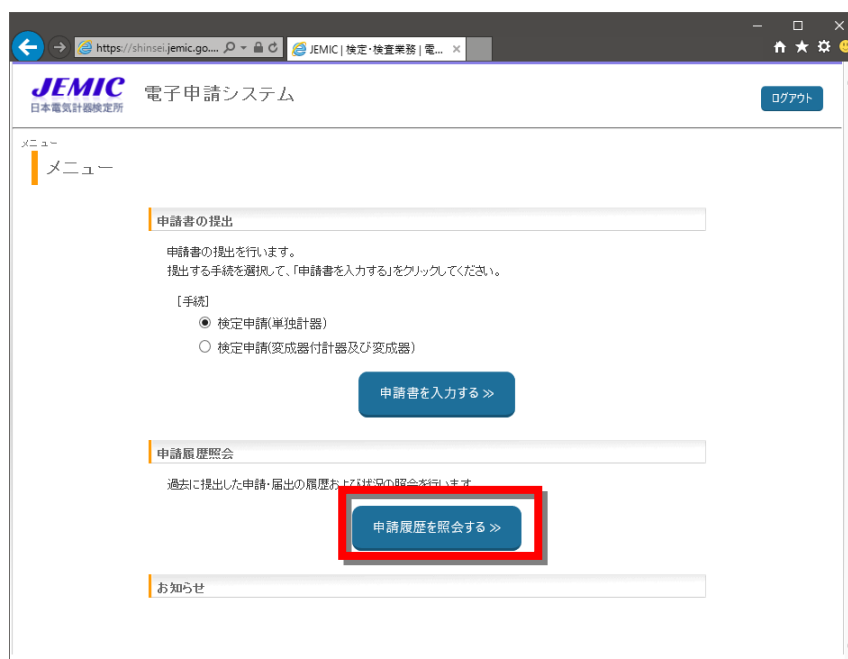 https://shinsei.jemic.go....
JEMIC | 検定・検査業務 | 電...
JEMIC
日本電気計器検定所
電子申請システム
ログアウト
メニュー
メニュー
申請書の提出
申請書の提出を行います。
提出する手続を選択して、「申請書を入力する」をクリックしてください。
[手続]
検定申請(単独計器)
検定申請(変成器付計器及び変成器)
申請書を入力する ≫
申請履歴照会
過去に提出した申請・届出の履歴および状況の照会を行います
申請履歴を照会する ≫
お知らせ